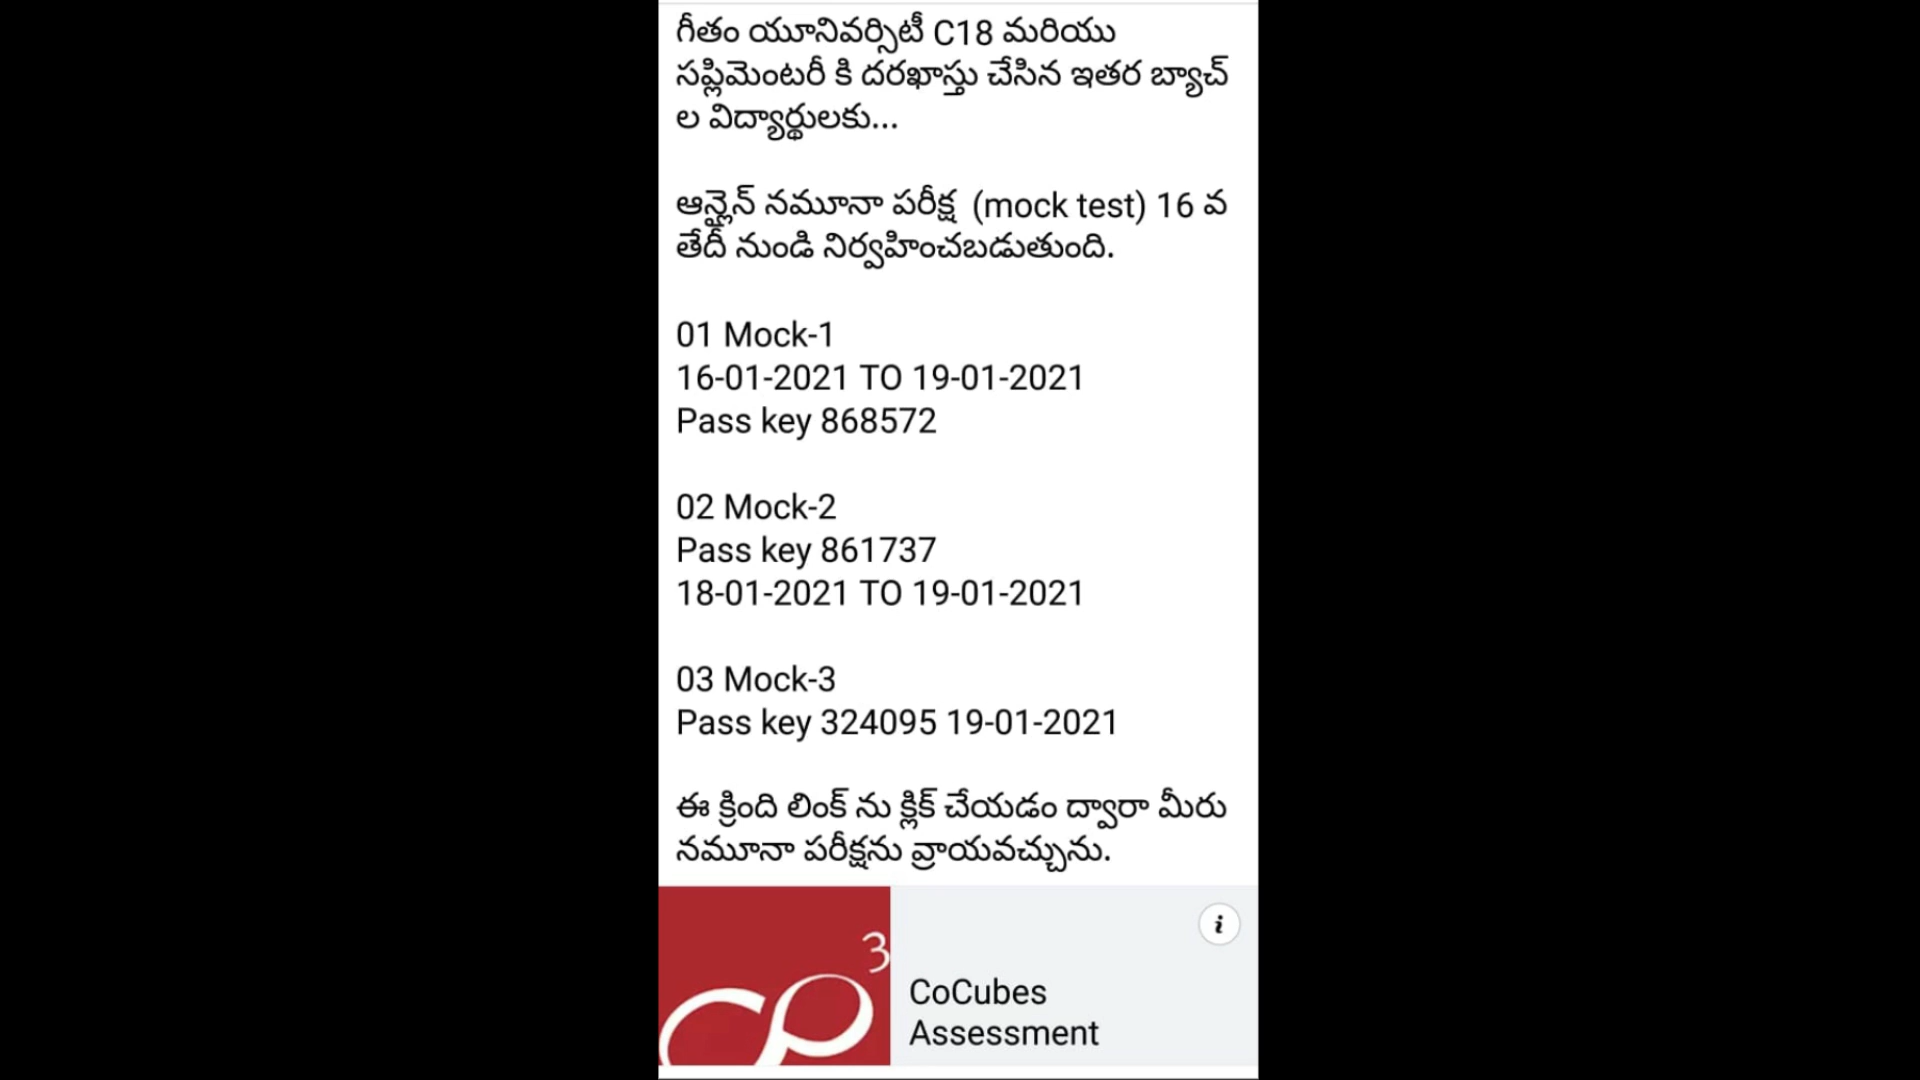 గీతం యూనివర్సిటీ C18 మరియు
సప్లిమెంటరీ కి దరఖాస్తు చేసిన ఇతర బ్యాచ్
ల విద్యార్థులకు...
ఆన్లైన్ నమూనా పరీక్ష (mock test) 16 వ
తేదీ నుండి నిర్వహించబడుతుంది.
01 Mock-1
16-01-2021 TO 19-01-2021
Pass key 868572
02 Mock-2
Pass key 861737
18-01-2021 TO 19-01-2021
03 Mock-3
Pass key 324095 19-01-2021
ఈ క్రింది లింక్ ను క్లిక్ చేయడం ద్వారా మీరు
నమూనా పరీక్షను వ్రాయవచ్చును.
3
i
CoCubes
Assessment